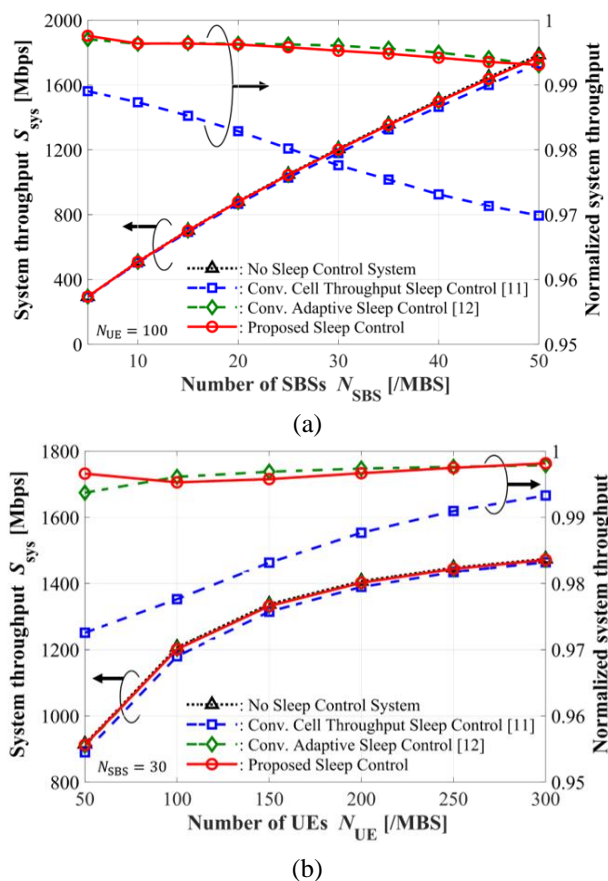 (a)
2000
1600
1200
800
400
0
System throughput S_sys [Mbps]
1
0.99
0.98
0.97
0.96
0.95
Normalized system throughput
N_UE = 100
: No Sleep Control System
: Conv. Cell Throughput Sleep Control [11]
: Conv. Adaptive Sleep Control [12]
: Proposed Sleep Control
10 20 30 40 50
Number of SBSs N_SBS [/MBS]
(a)
1800
1600
1400
1200
1000
800
System throughput S_sys [Mbps]
1
0.99
0.98
0.97
0.96
0.95
Normalized system throughput
N_SBS = 30
: No Sleep Control System
: Conv. Cell Throughput Sleep Control [11]
: Conv. Adaptive Sleep Control [12]
: Proposed Sleep Control
50 100 150 200 250 300
Number of UEs N_UE [/MBS]
(b)